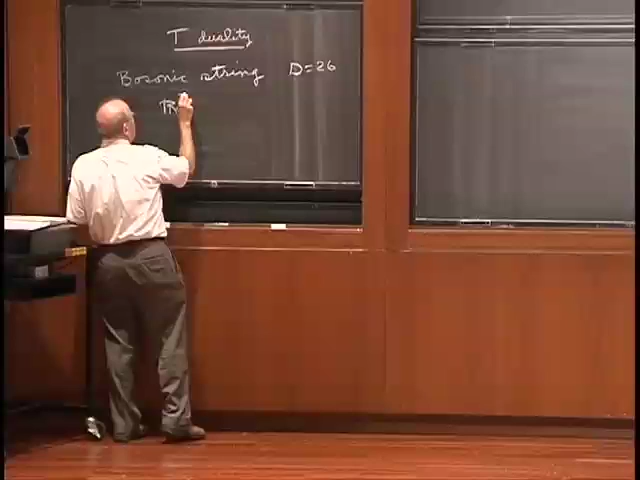 T duality
Bosonic string D=26
ℝ